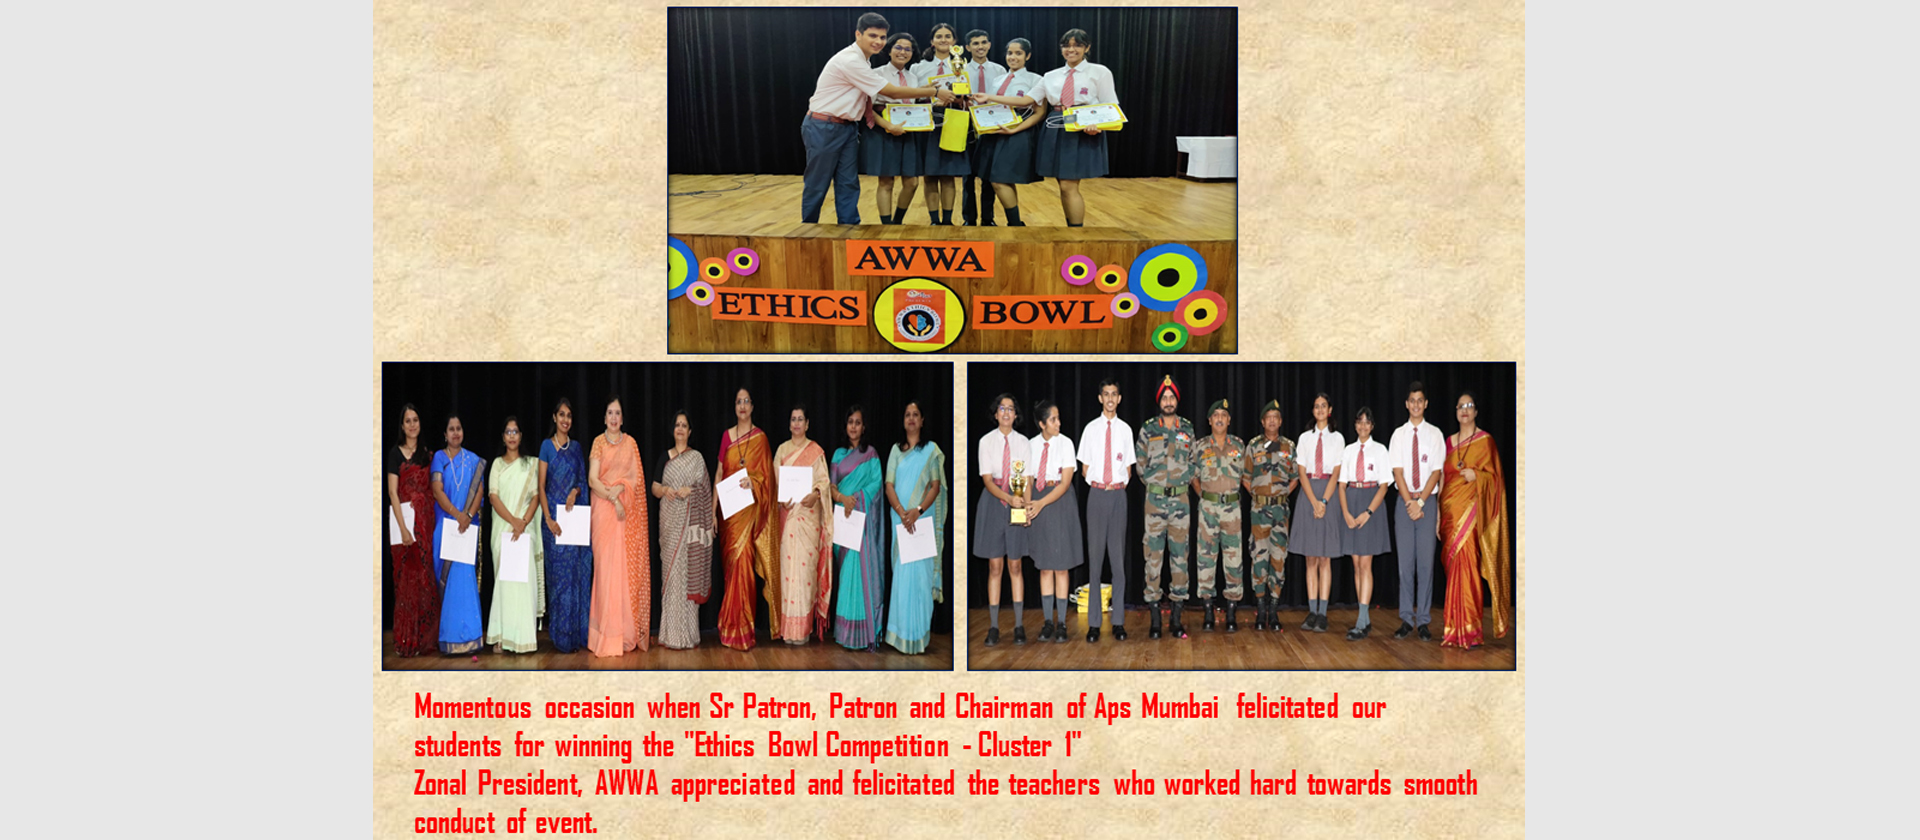 AWWA
ETHICS BOWL
Momentous occasion when Sr Patron, Patron and Chairman of Aps Mumbai felicitated our
students for winning the "Ethics Bowl Competition - Cluster 1"
Zonal President, AWWA appreciated and felicitated the teachers who worked hard towards smooth
conduct of event.